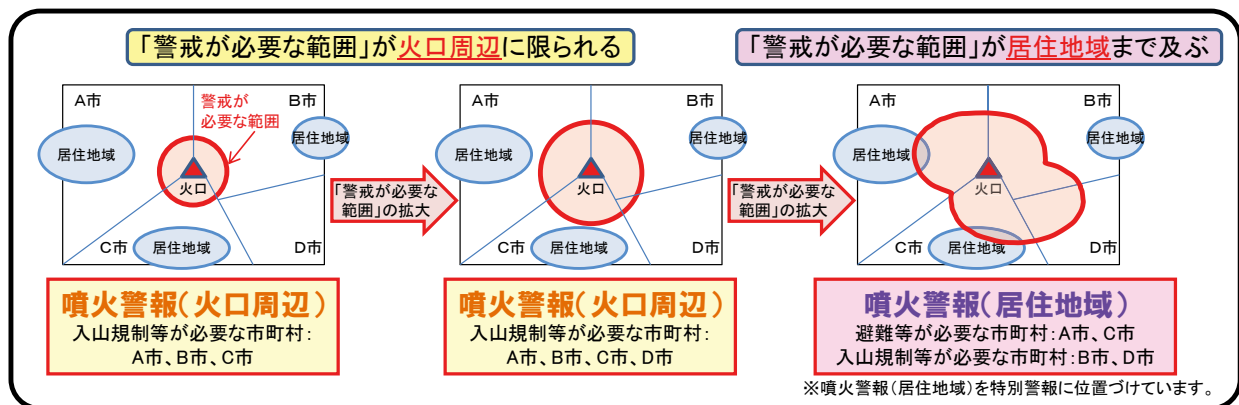 「警戒が必要な範囲」が火口周辺に限られる
「警戒が必要な範囲」が居住地域まで及ぶ
A市
警戒が
必要な範囲
B市
居住地域
居住地域
火口
C市
居住地域
D市
「警戒が必要な
範囲」の拡大
A市
B市
居住地域
居住地域
火口
C市
居住地域
D市
「警戒が必要な
範囲」の拡大
A市
B市
居住地域
居住地域
火口
C市
居住地域
D市
噴火警報(火口周辺)
入山規制等が必要な市町村:
A市、B市、C市
噴火警報(火口周辺)
入山規制等が必要な市町村:
A市、B市、C市、D市
噴火警報(居住地域)
避難等が必要な市町村:A市、C市
入山規制等が必要な市町村:B市、D市
※噴火警報(居住地域)を特別警報に位置づけています。